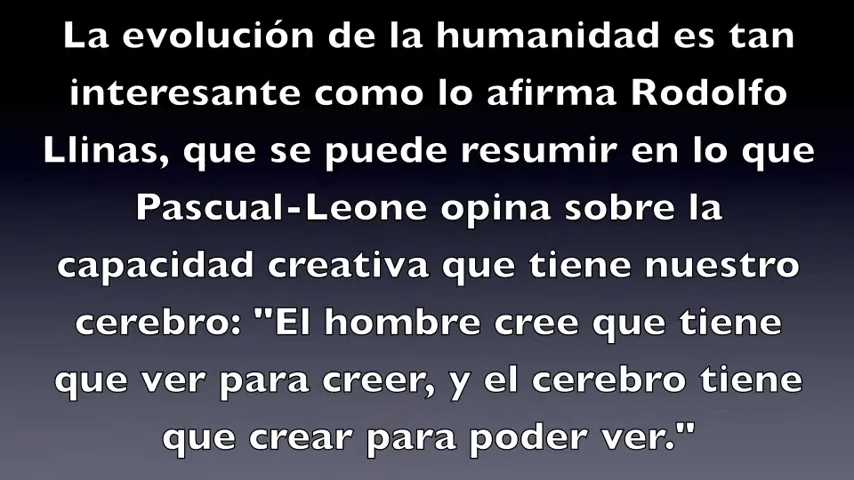 La evolución de la humanidad es tan
interesante como lo afirma Rodolfo
Llinas, que se puede resumir en lo que
Pascual-Leone opina sobre la
capacidad creativa que tiene nuestro
cerebro: "El hombre cree que tiene
que ver para creer, y el cerebro tiene
que crear para poder ver."